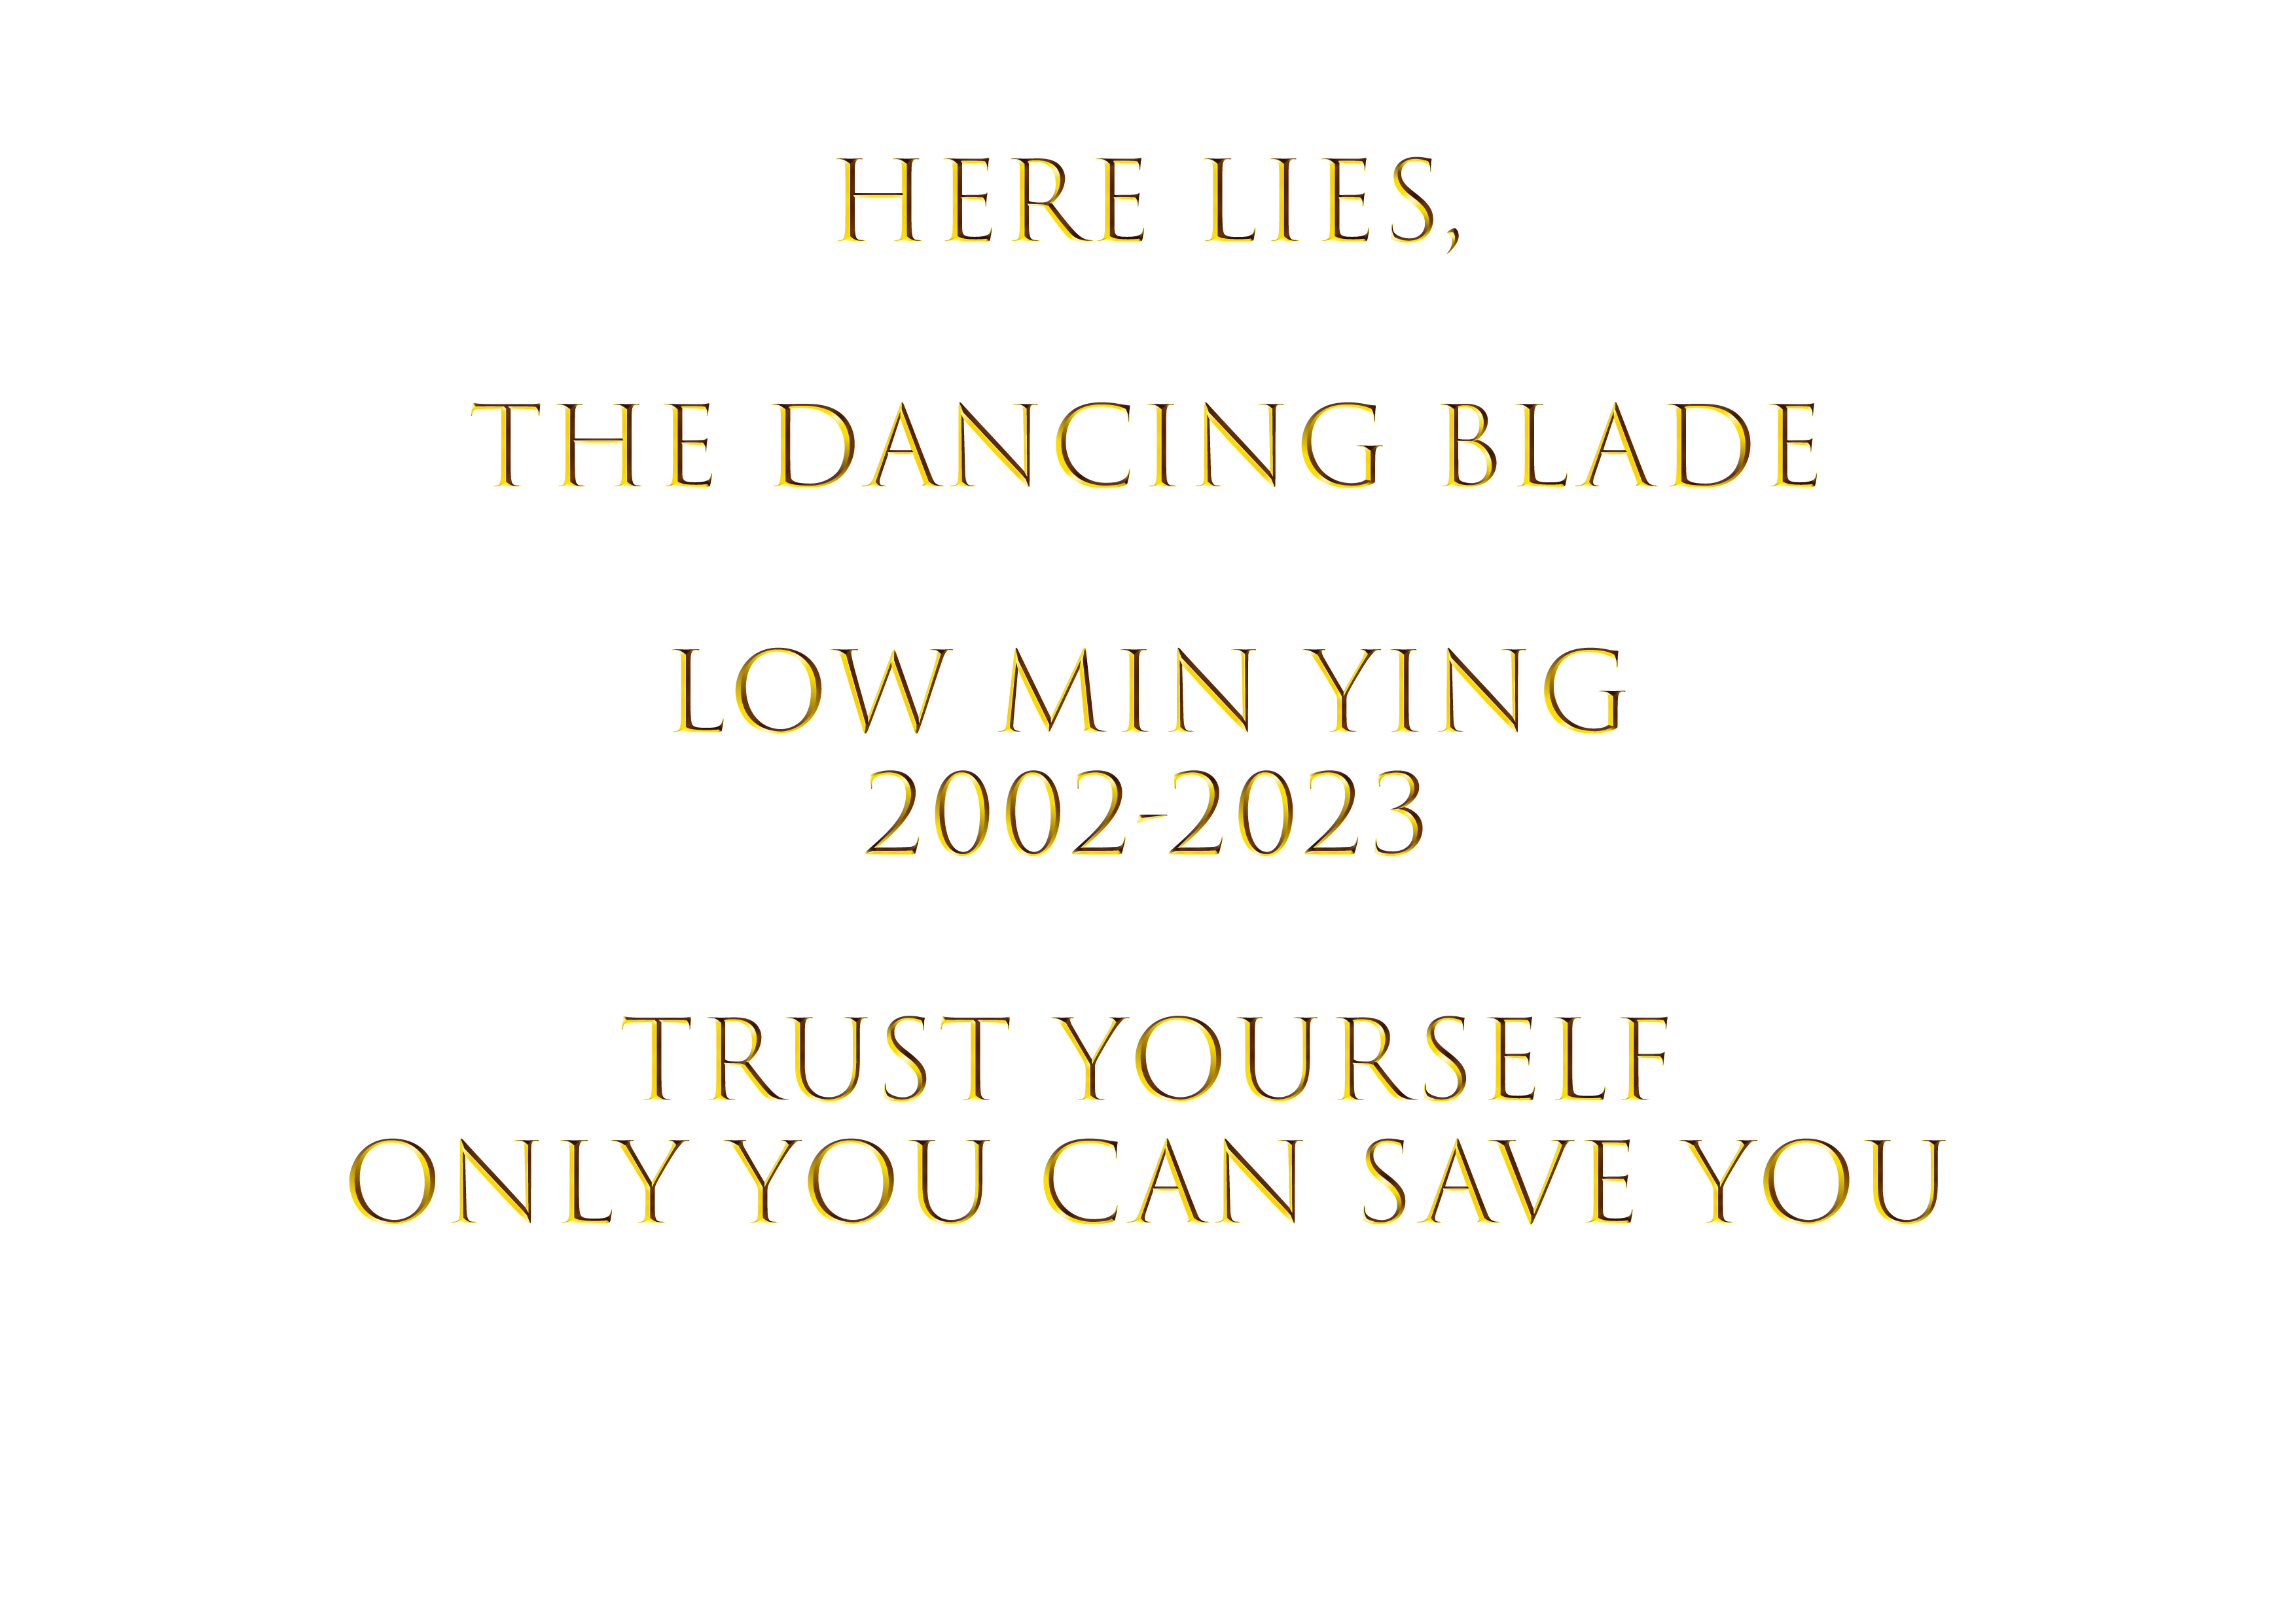 HERE LIES,
THE DANCING BLADE
LOW MIN YING
2002-2023
TRUST YOURSELF
ONLY YOU CAN SAVE YOU